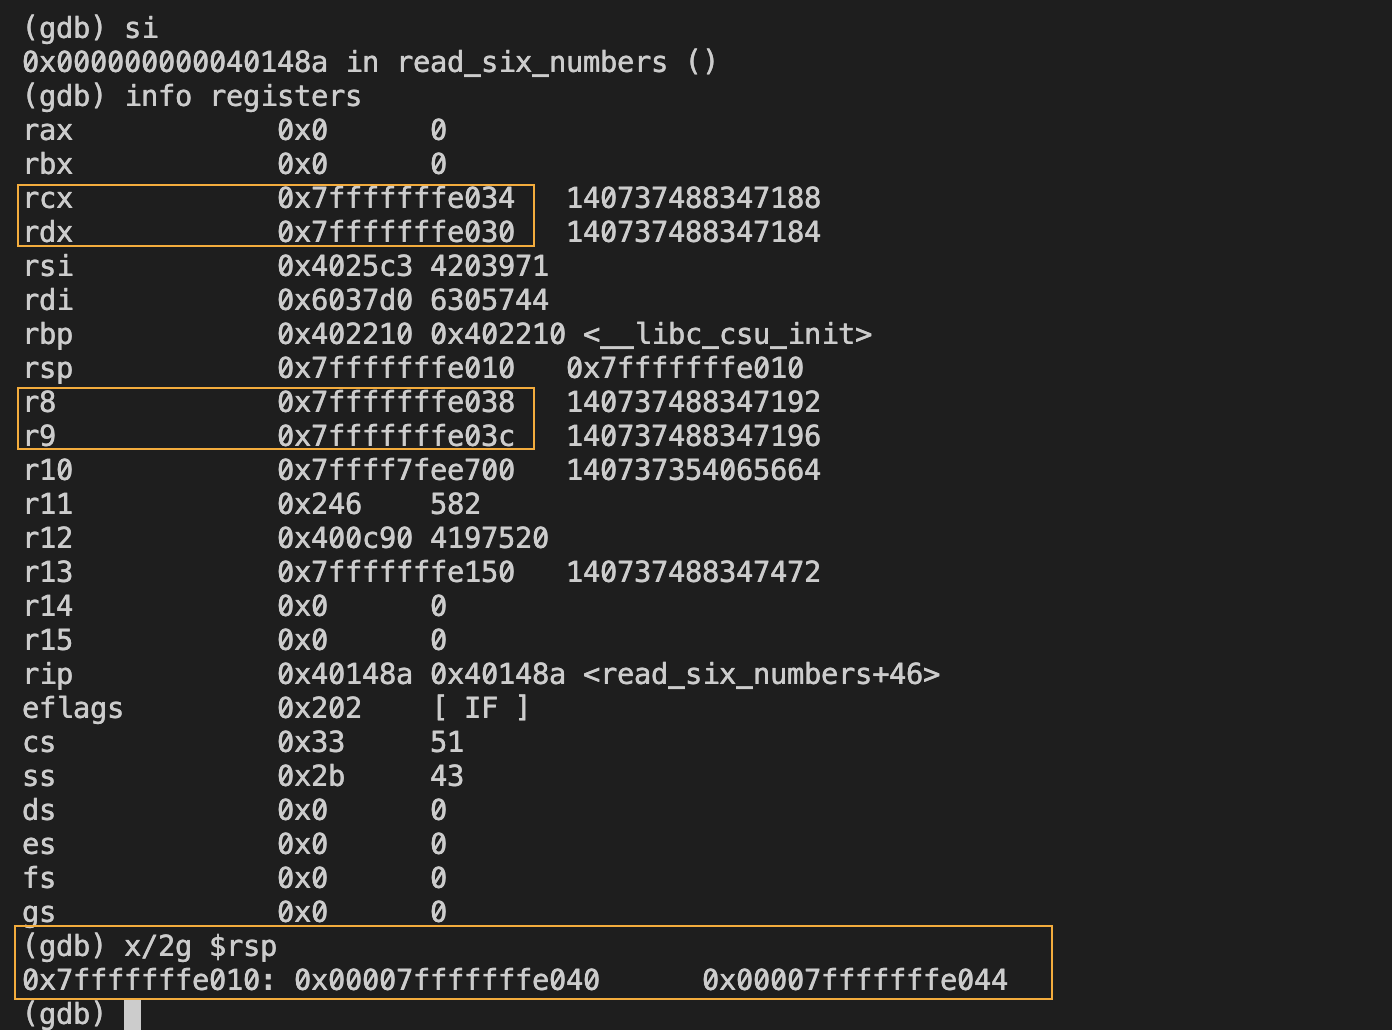 (gdb) si
0x000000000040148a in read_six_numbers ()
(gdb) info registers
rax            0x0      0
rbx            0x0      0
rcx            0x7fffffffe034   140737488347188
rdx            0x7fffffffe030   140737488347184
rsi            0x4025c3 4203971
rdi            0x6037d0 6305744
rbp            0x402210 0x402210 <__libc_csu_init>
rsp            0x7fffffffe010   0x7fffffffe010
r8             0x7fffffffe038   140737488347192
r9             0x7fffffffe03c   140737488347196
r10            0x7ffff7fee700   140737354065664
r11            0x246    582
r12            0x400c90 4197520
r13            0x7fffffffe150   140737488347472
r14            0x0      0
r15            0x0      0
rip            0x40148a 0x40148a <read_six_numbers+46>
eflags         0x202    [ IF ]
cs             0x33     51
ss             0x2b     43
ds             0x0      0
es             0x0      0
fs             0x0      0
gs             0x0      0
(gdb) x/2g $rsp
0x7fffffffe010: 0x00007fffffffe040      0x00007fffffffe044
(gdb)